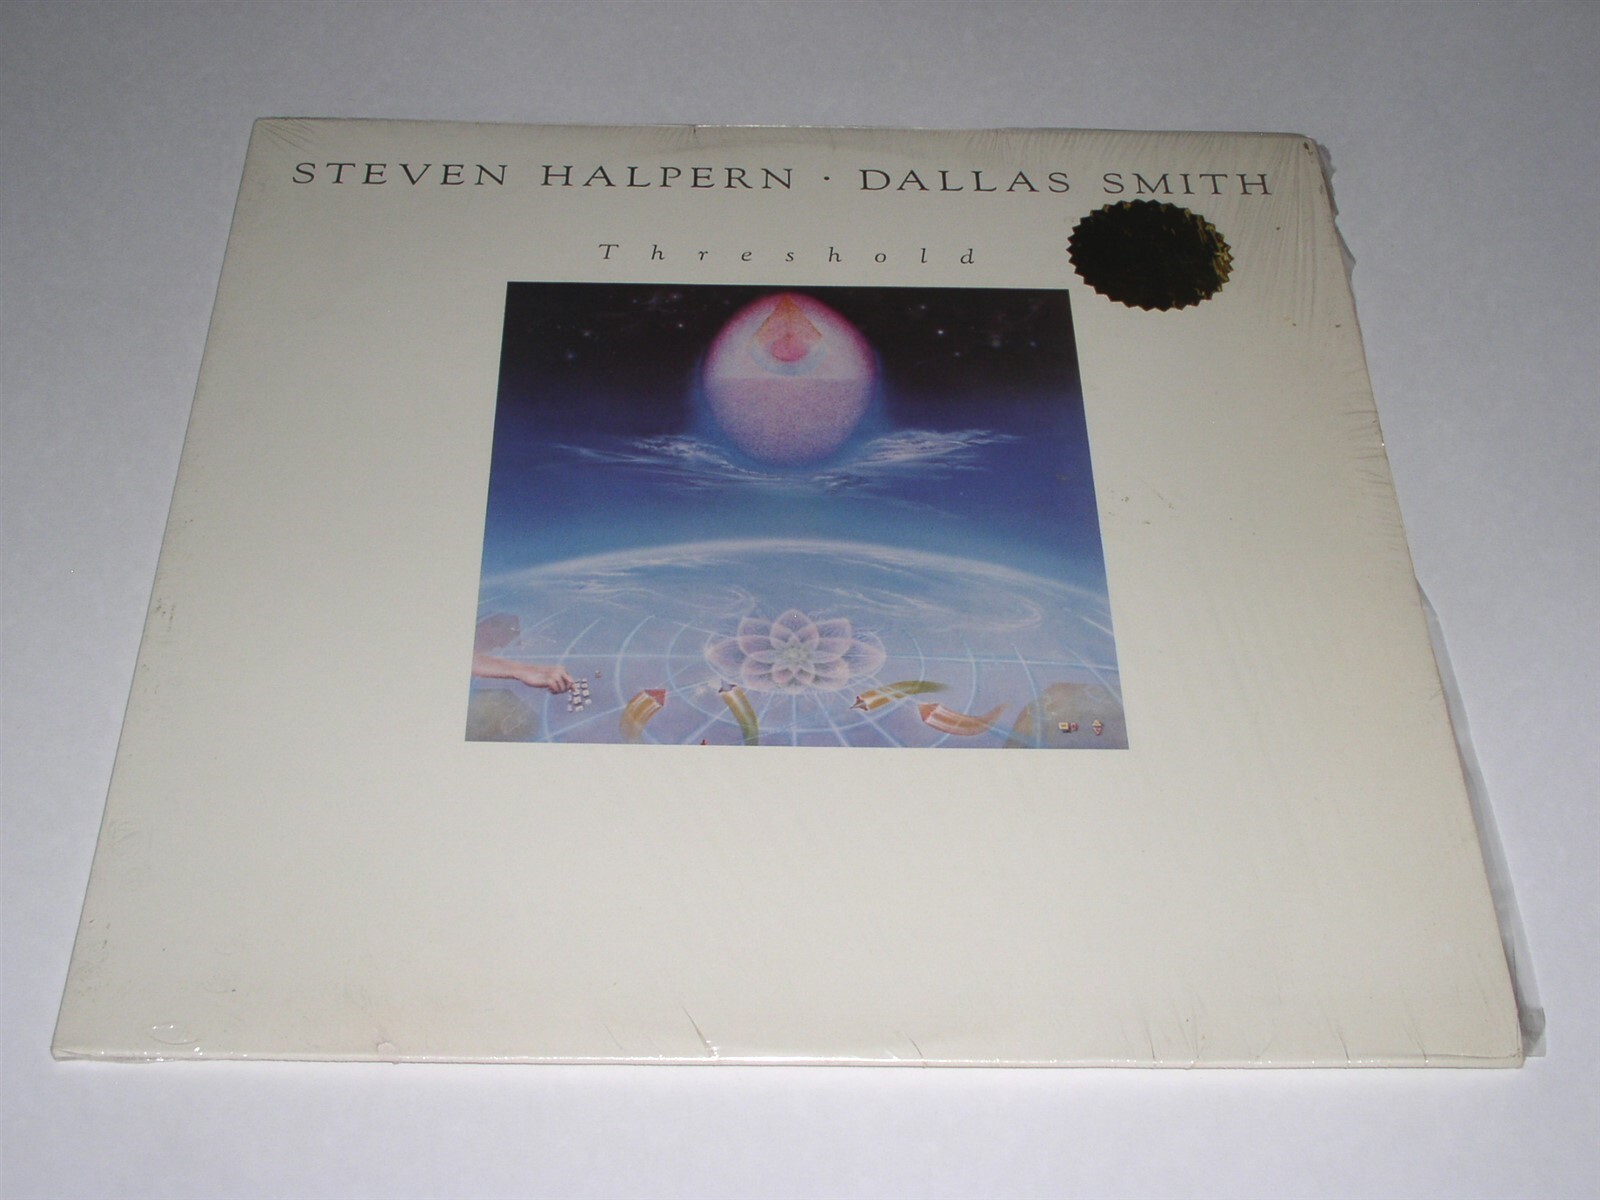 STEVEN HALPERN · DALLAS SMITH
Threshold